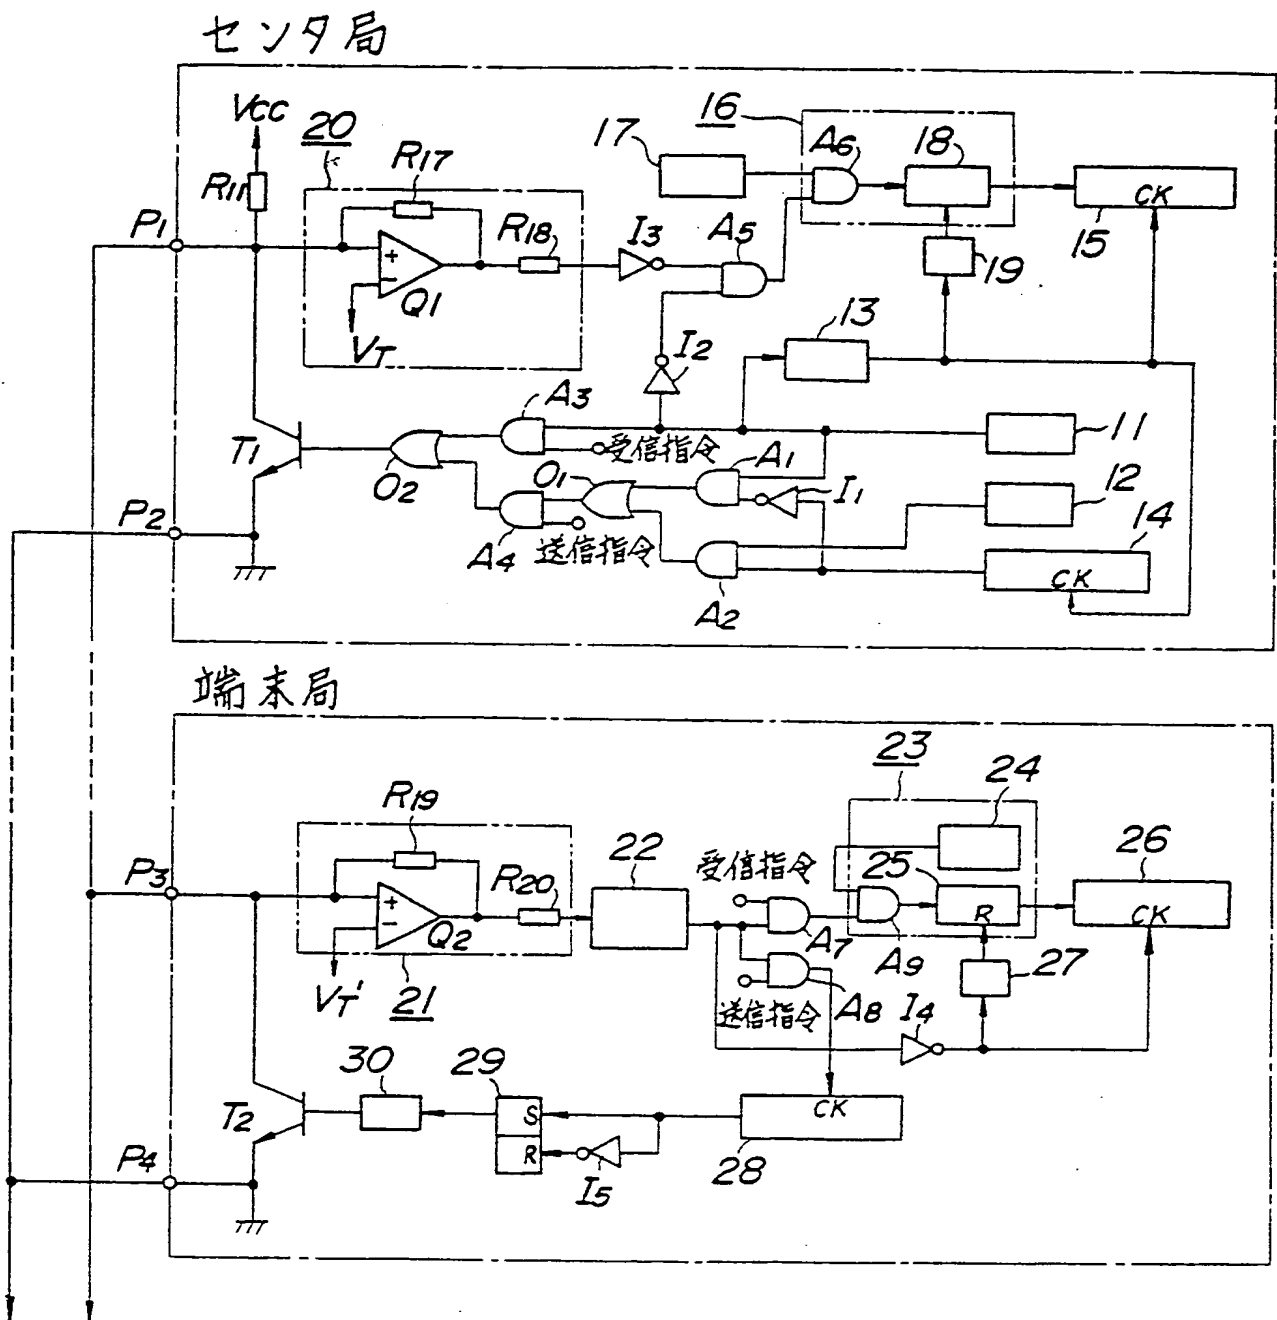 センタ局
VCC
20
R17
R11
P1
R18
I3
+
-
Q1
VT
17
16
A6
18
CK
15
A5
19
13
I2
A3
受信指令
11
T1
O2
O1
A1
I1
12
P2
A4
送信指令
14
A2
CK
端末局
23
24
R19
22
受信指令
25
26
P3
R20
+
-
Q2
R
CK
A7
A9
27
VT'
21
送信指令
A8
I4
30
29
T2
S
CK
R
28
P4
I5